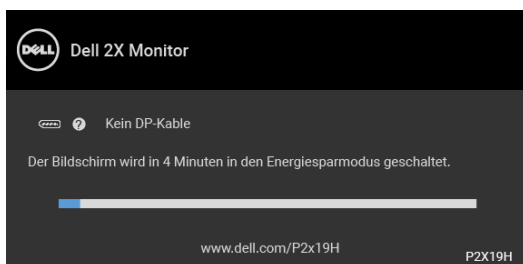 DELL
Dell 2X Monitor
Kein DP-Kable
Der Bildschirm wird in 4 Minuten in den Energiesparmodus geschaltet.
www.dell.com/P2x19H
P2X19H